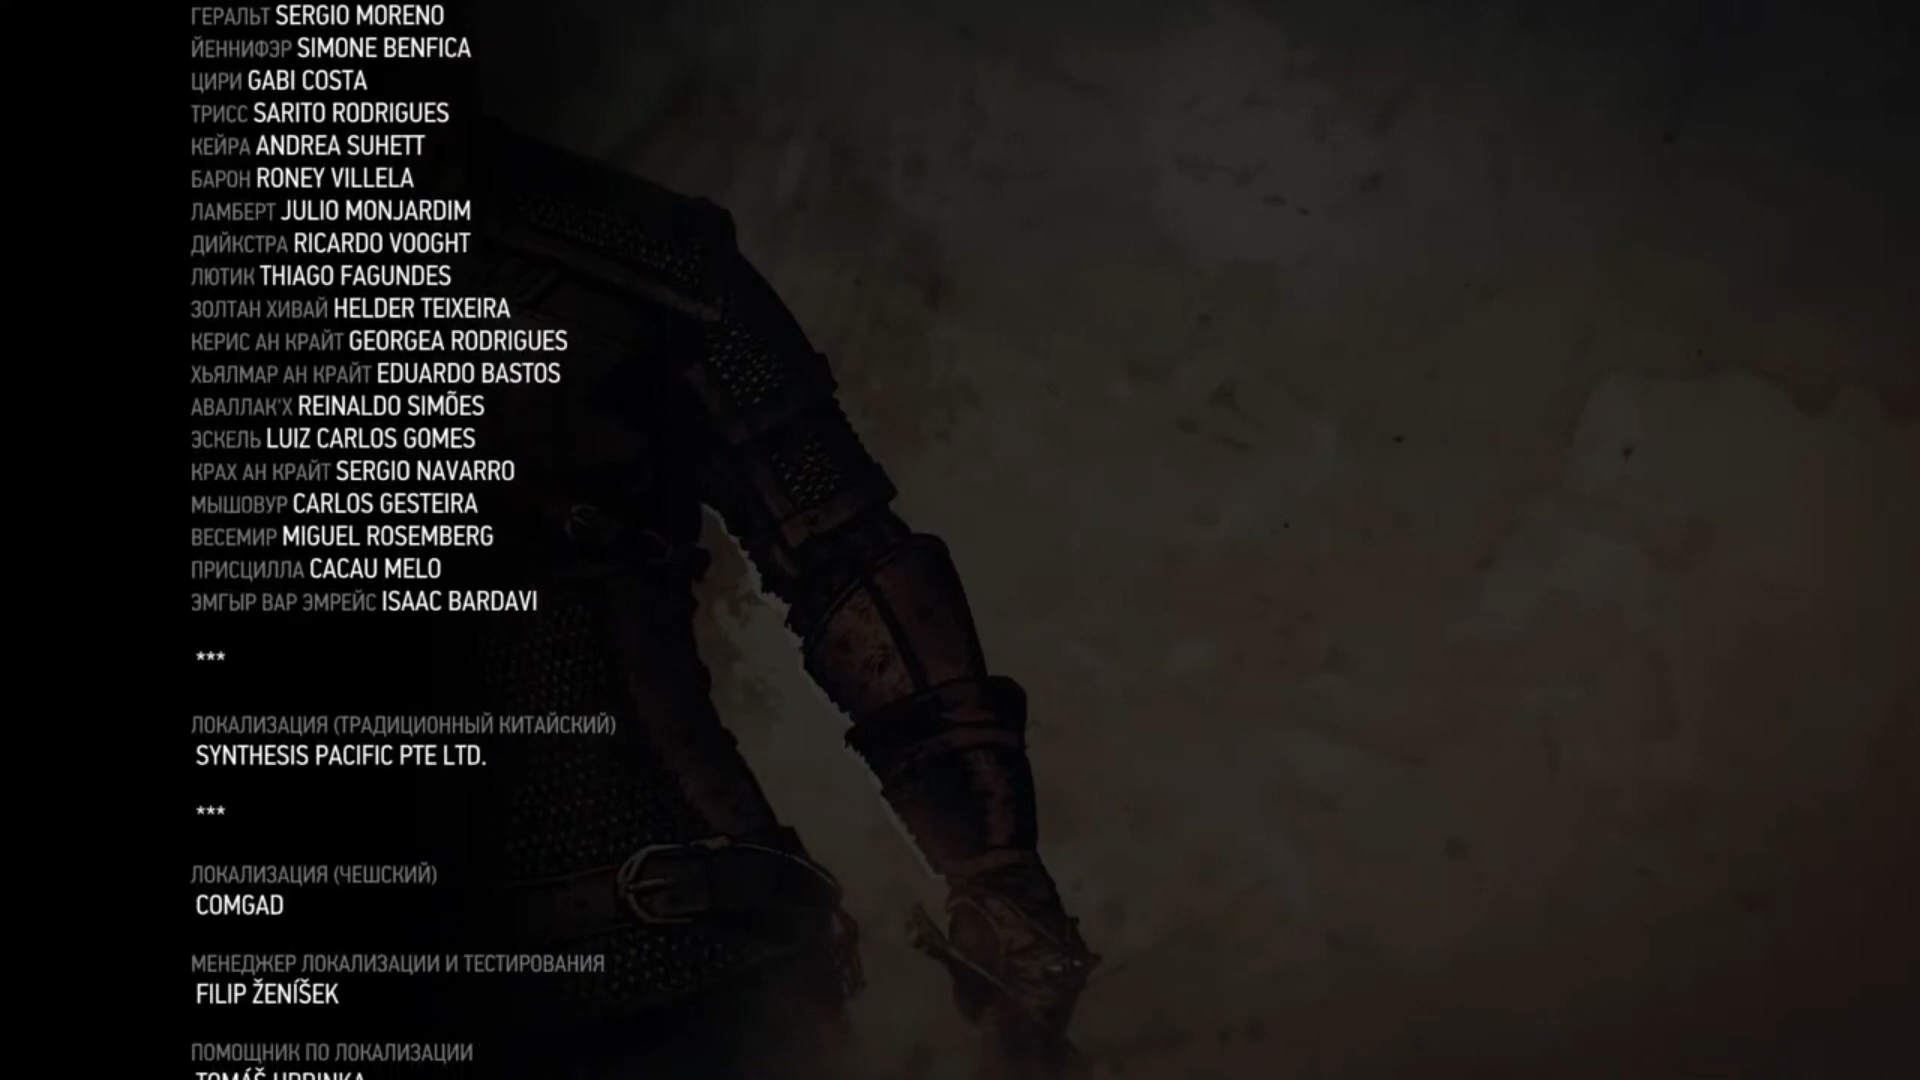 ГЕРАЛЬТ SERGIO MORENO
ЙЕННИФЭР SIMONE BENFICA
ЦИРИ GABI COSTA
ТРИСС SARITO RODRIGUES
КЕЙРА ANDREA SUHETT
БАРОН RONEY VILLELA
ЛАМБЕРТ JULIO MONJARDIM
ДИЙКСТРА RICARDO VOOGHT
ЛЮТИК THIAGO FAGUNDES
ЗОЛТАН ХИВАЙ HELDER TEIXEIRA
КЕРИС АН КРАЙТ GEORGEA RODRIGUES
ХЬЯЛМАР АН КРАЙТ EDUARDO BASTOS
АВАЛЛАК'Х REINALDO SIMÕES
ЭСКЕЛЬ LUIZ CARLOS GOMES
КРАХ АН КРАЙТ SERGIO NAVARRO
МЫШОВУР CARLOS GESTEIRA
ВЕСЕМИР MIGUEL ROSEMBERG
ПРИСЦИЛЛА CACAU MELO
ЭМГЫР ВАР ЭМРЕЙС ISAAC BARDAVI
***
ЛОКАЛИЗАЦИЯ (ТРАДИЦИОННЫЙ КИТАЙСКИЙ)
SYNTHESIS PACIFIC PTE LTD.
***
ЛОКАЛИЗАЦИЯ (ЧЕШСКИЙ)
COMGAD
МЕНЕДЖЕР ЛОКАЛИЗАЦИИ И ТЕСТИРОВАНИЯ
FILIP ŽENÍŠEK
ПОМОЩНИК ПО ЛОКАЛИЗАЦИИ
TOMÁŠ